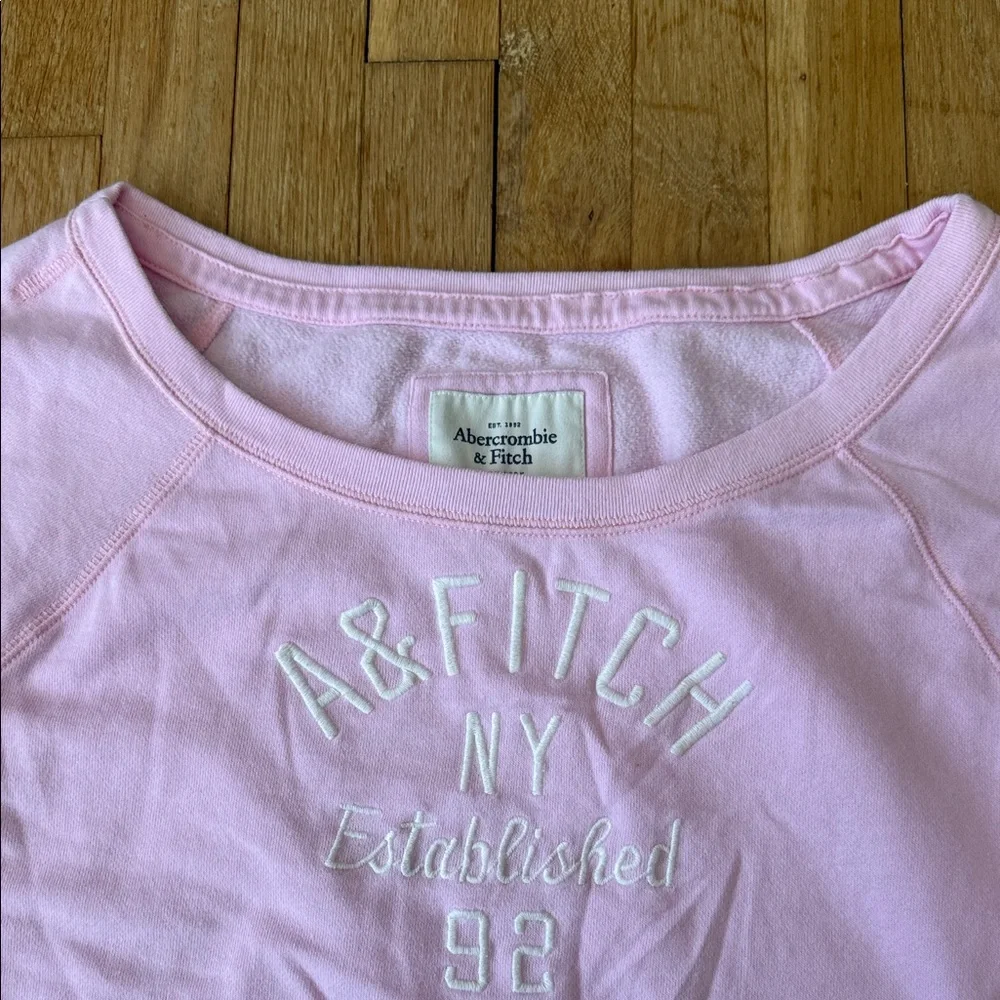 EST. 1892
Abercrombie
& Fitch
A&FITCH
NY
Established
92